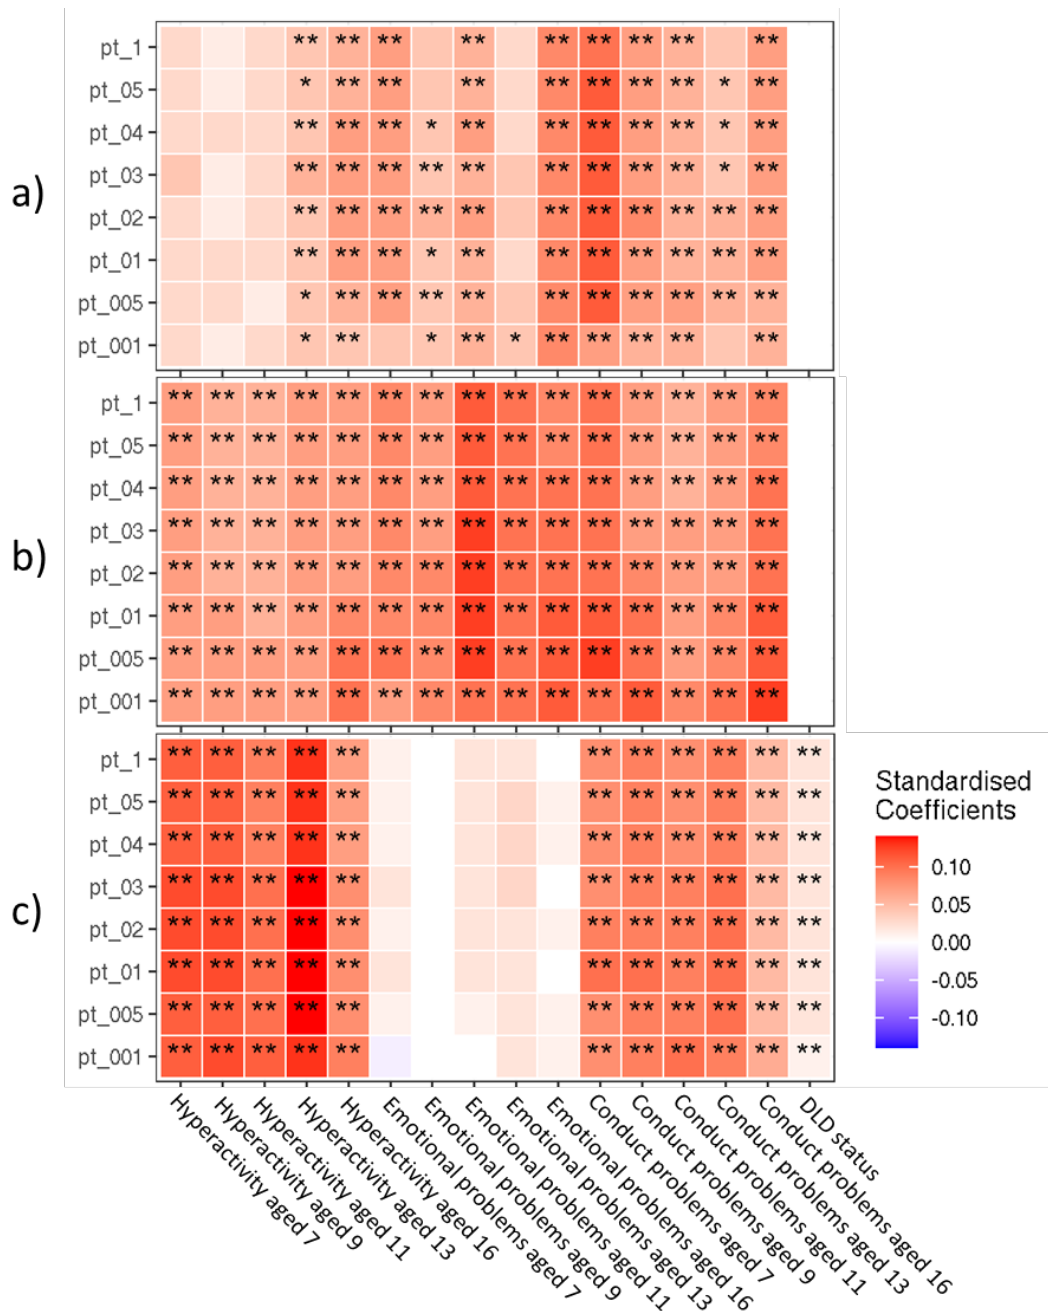 a)
pt_1 ** ** ** ** ** ** ** ** **
pt_05 * ** ** ** ** ** ** ** * **
pt_04 ** ** ** * ** ** ** ** ** * **
pt_03 ** ** ** ** ** ** ** ** ** * **
pt_02 ** ** ** ** ** ** ** ** ** ** **
pt_01 ** ** ** * ** ** ** ** ** ** **
pt_005 * ** ** ** ** ** ** ** ** ** **
pt_001 * ** * ** * ** ** ** ** **
b)
pt_1 ** ** ** ** ** ** ** ** ** ** ** ** ** ** **
pt_05 ** ** ** ** ** ** ** ** ** ** ** ** ** ** **
pt_04 ** ** ** ** ** ** ** ** ** ** ** ** ** ** **
pt_03 ** ** ** ** ** ** ** ** ** ** ** ** ** ** **
pt_02 ** ** ** ** ** ** ** ** ** ** ** ** ** ** **
pt_01 ** ** ** ** ** ** ** ** ** ** ** ** ** ** **
pt_005 ** ** ** ** ** ** ** ** ** ** ** ** ** ** **
pt_001 ** ** ** ** ** ** ** ** ** ** ** ** ** ** **
c)
pt_1 ** ** ** ** ** ** ** ** ** ** **
pt_05 ** ** ** ** ** ** ** ** ** ** **
pt_04 ** ** ** ** ** ** ** ** ** ** **
pt_03 ** ** ** ** ** ** ** ** ** ** **
pt_02 ** ** ** ** ** ** ** ** ** ** **
pt_01 ** ** ** ** ** ** ** ** ** ** **
pt_005 ** ** ** ** ** ** ** ** ** ** **
pt_001 ** ** ** ** ** ** ** ** ** ** **
Standardised
Coefficients
0.10
0.05
0.00
-0.05
-0.10
Hyperactivity aged 7
Hyperactivity aged 9
Hyperactivity aged 11
Hyperactivity aged 13
Hyperactivity aged 16
Emotional problems aged 7
Emotional problems aged 9
Emotional problems aged 11
Emotional problems aged 13
Emotional problems aged 16
Conduct problems aged 7
Conduct problems aged 9
Conduct problems aged 11
Conduct problems aged 13
Conduct problems aged 16
DLD status